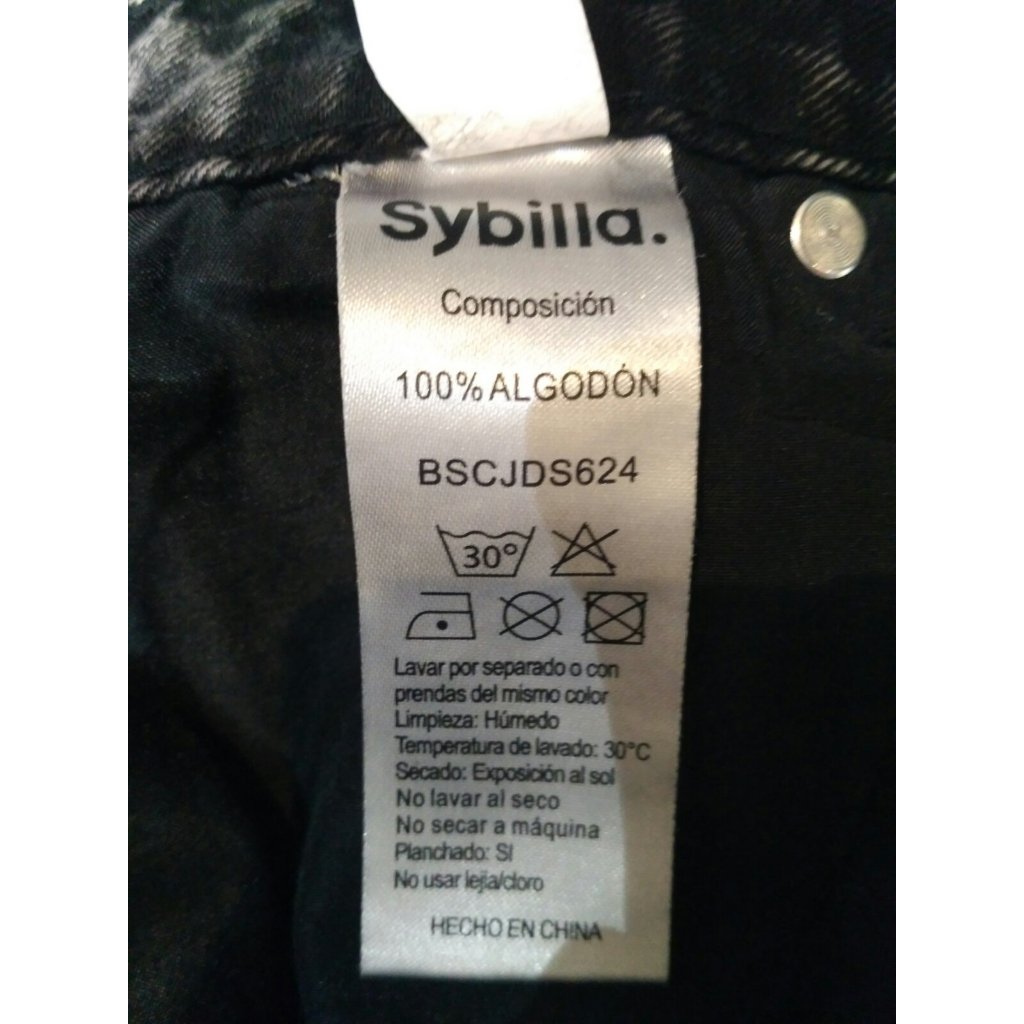 Sybilla.
Composición
100% ALGODÓN
BSCJDS624
30°
Lavar por separado o con
prendas del mismo color
Limpieza: Húmedo
Temperatura de lavado: 30°C
Secado: Exposición al sol
No lavar al seco
No secar a máquina
Planchado: SI
No usar lejia/cloro
HECHO EN CHINA